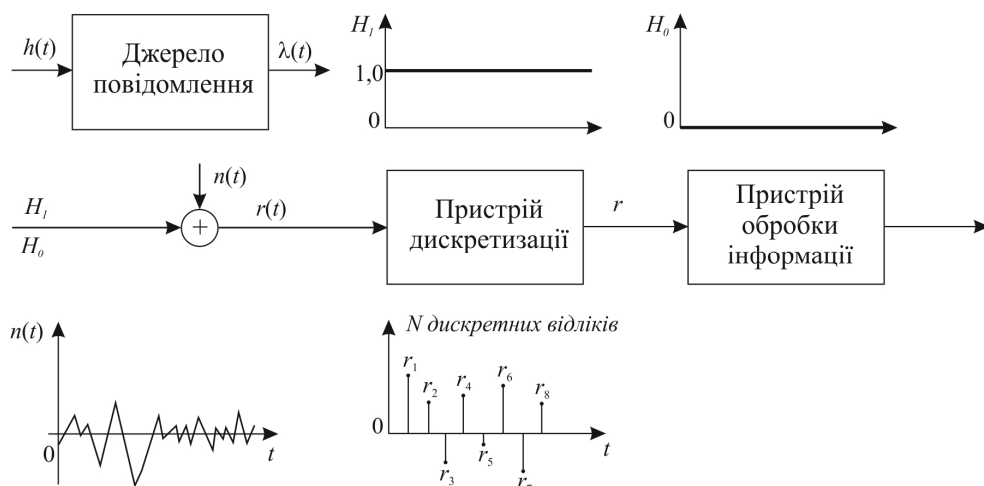 h(t)
Джерело
повідомлення
λ(t)
H₁
1,0
0
H₀
0
H₁
H₀
n(t)
+
r(t)
Пристрій
дискретизації
r
Пристрій
обробки
інформації
n(t)
0
t
N дискретних відліків
r₁
r₂
r₃
r₄
r₅
r₆
r₈
0
t